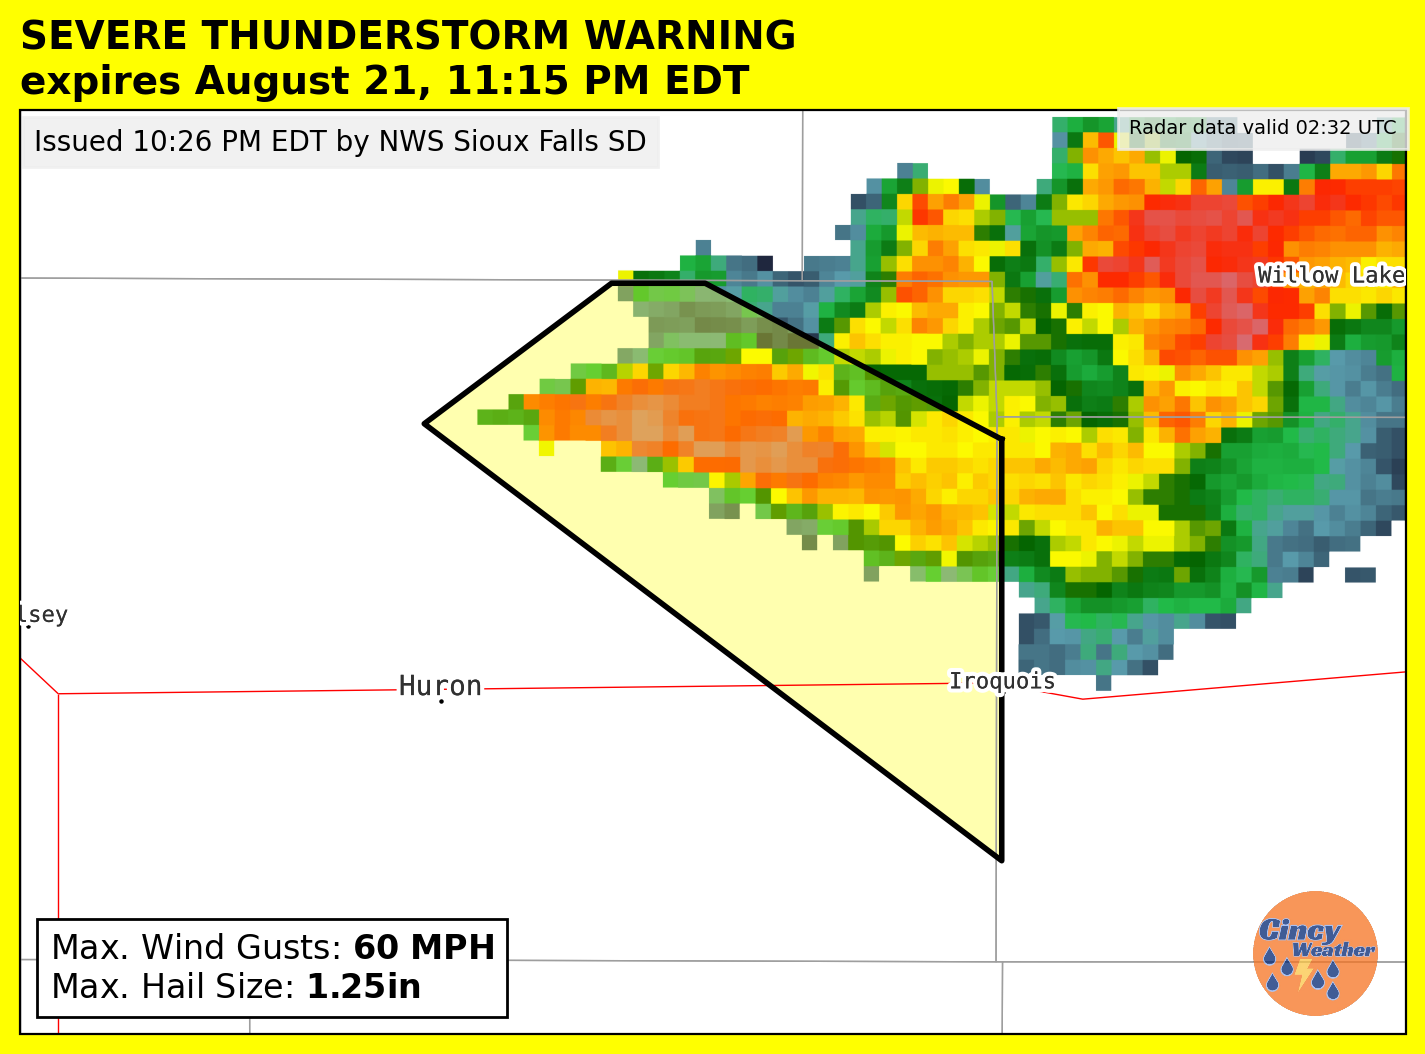 SEVERE THUNDERSTORM WARNING
expires August 21, 11:15 PM EDT
Issued 10:26 PM EDT by NWS Sioux Falls SD
Radar data valid 02:32 UTC
Willow Lake
lsey
Huron
Iroquois
Max. Wind Gusts: 60 MPH
Max. Hail Size: 1.25in
Cincy
Weather